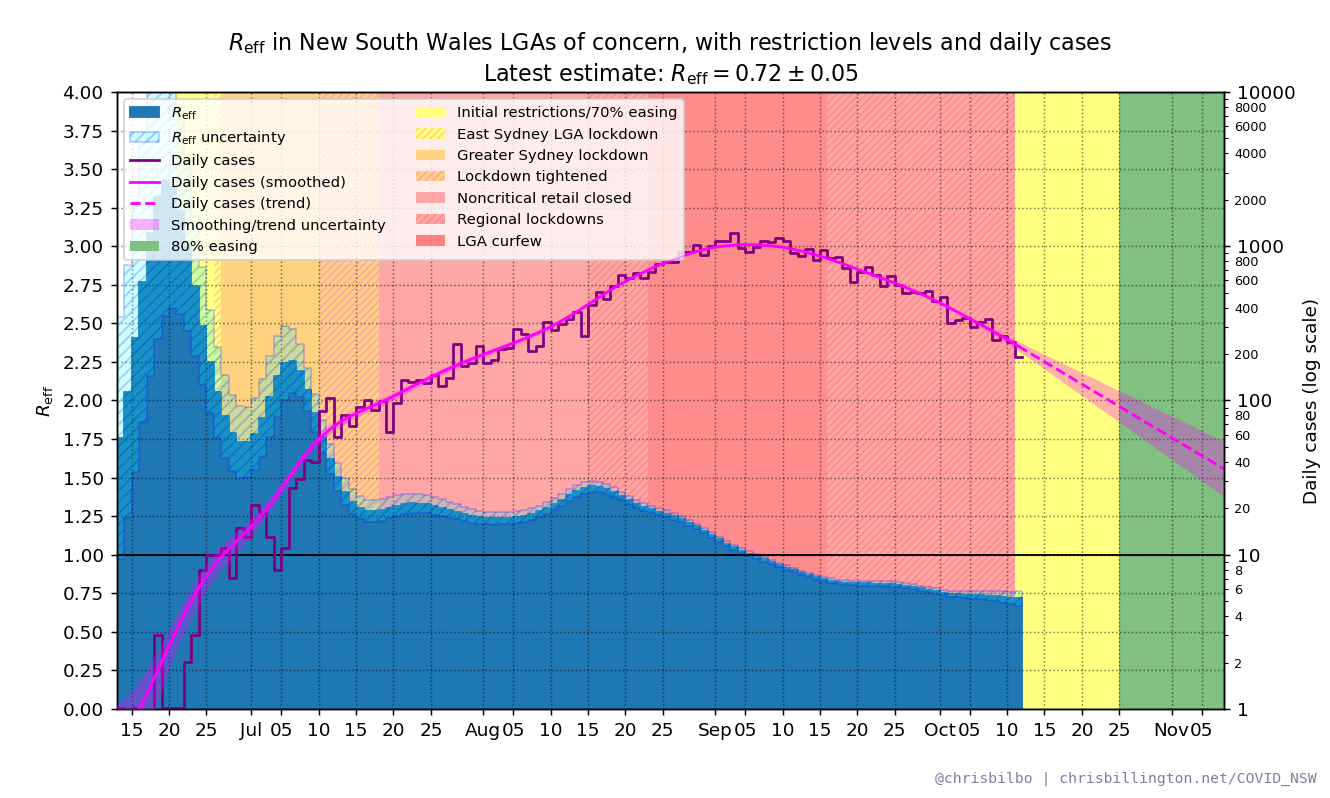 R_eff in New South Wales LGAs of concern, with restriction levels and daily cases
Latest estimate: R_eff = 0.72 ± 0.05
R_eff
R_eff uncertainty
Daily cases
Daily cases (smoothed)
Daily cases (trend)
Smoothing/trend uncertainty
80% easing
Initial restrictions/70% easing
East Sydney LGA lockdown
Greater Sydney lockdown
Lockdown tightened
Noncritical retail closed
Regional lockdowns
LGA curfew
R_eff
4.00
3.75
3.50
3.25
3.00
2.75
2.50
2.25
2.00
1.75
1.50
1.25
1.00
0.75
0.50
0.25
0.00
10000
8000
6000
4000
2000
1000
800
600
400
200
100
80
60
40
20
10
8
6
4
2
1
Daily cases (log scale)
15 20 25 Jul 05 10 15 20 25 Aug 05 10 15 20 25 Sep 05 10 15 20 25 Oct 05 10 15 20 25 Nov 05
@chrisbilbo | chrisbillington.net/COVID_NSW